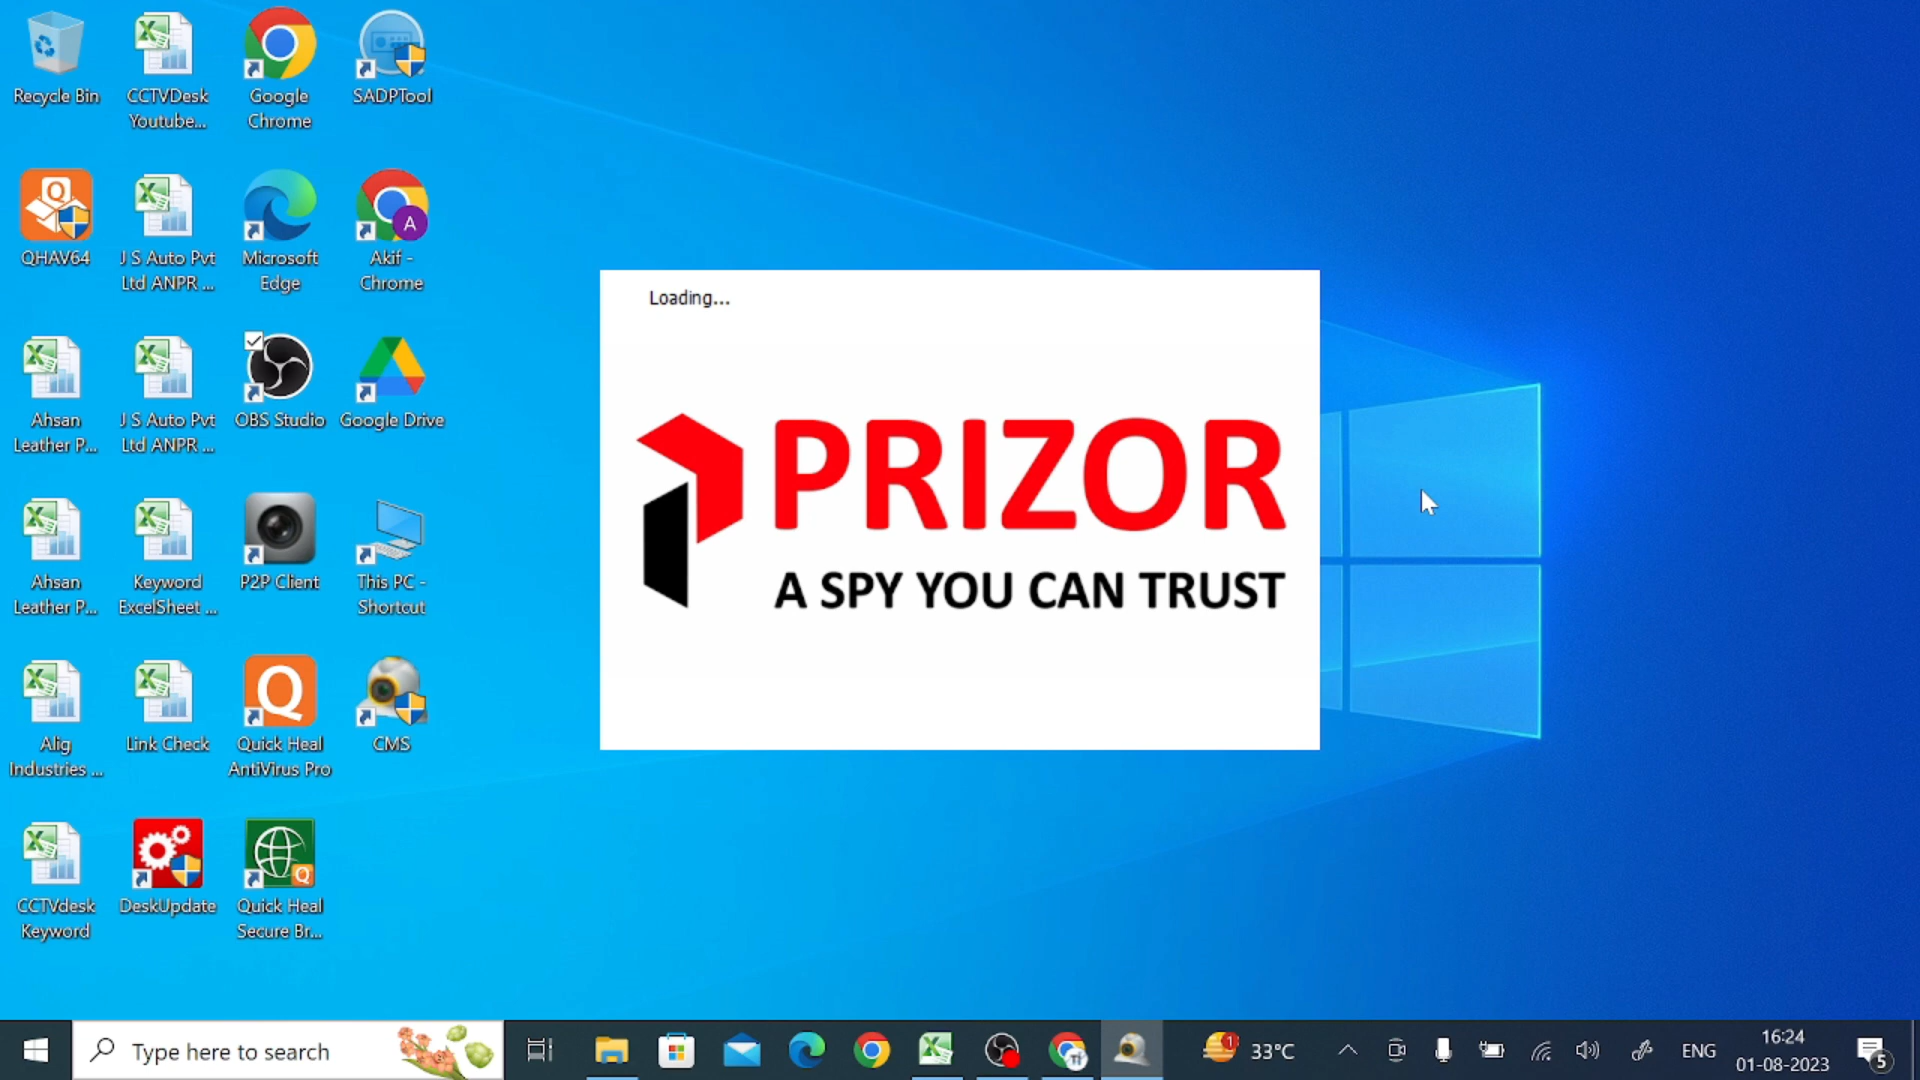 Recycle Bin
CCTVDesk
Youtube...
Google
Chrome
SADPTool
QHAV64
J S Auto Pvt
Ltd ANPR ...
Microsoft
Edge
A
Akif -
Chrome
Ahsan
Leather P...
J S Auto Pvt
Ltd ANPR ...
OBS Studio
Google Drive
Ahsan
Leather P...
Keyword
ExcelSheet ...
P2P Client
This PC -
Shortcut
Alig
Industries ...
Link Check
Quick Heal
AntiVirus Pro
CMS
CCTVdesk
Keyword
DeskUpdate
Quick Heal
Secure Br...
Loading...
PRIZOR
A SPY YOU CAN TRUST
Type here to search
1
33°C
ENG
16:24
01-08-2023
5